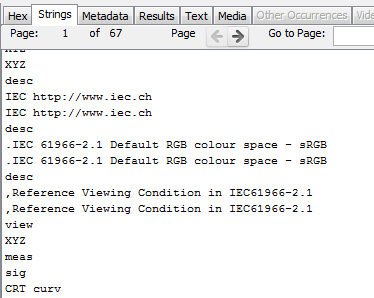 Hex Strings Metadata Results Text Media Other Occurrences
Page: 1 of 67 Page Go to Page:
XYZ
desc
IEC http://www.iec.ch
IEC http://www.iec.ch
desc
.IEC 61966-2.1 Default RGB colour space - sRGB
.IEC 61966-2.1 Default RGB colour space - sRGB
desc
,Reference Viewing Condition in IEC61966-2.1
,Reference Viewing Condition in IEC61966-2.1
view
XYZ
meas
sig
CRT curv